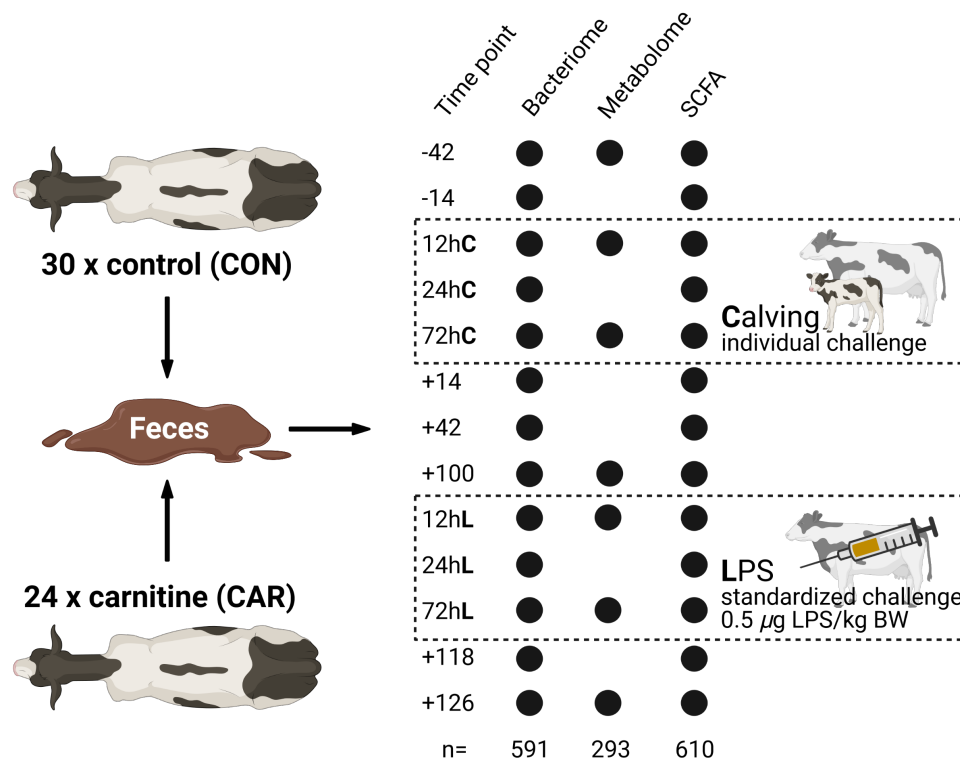 Time point Bacteriome Metabolome SCFA
-42
-14
30 x control (CON)
12hC
24hC
72hC
Calving
individual challenge
+14
+42
Feces
+100
12hL
24hL
72hL
LPS
standardized challenge
0.5 µg LPS/kg BW
24 x carnitine (CAR)
+118
+126
n= 591 293 610